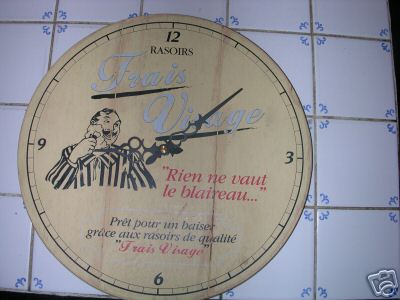 12
RASOIRS
Frais
Visage
9
3
"Rien ne vaut
le blaireau..."
Prêt pour un baiser
grâce aux rasoirs de qualité
"Frais Visage"
6
eBay